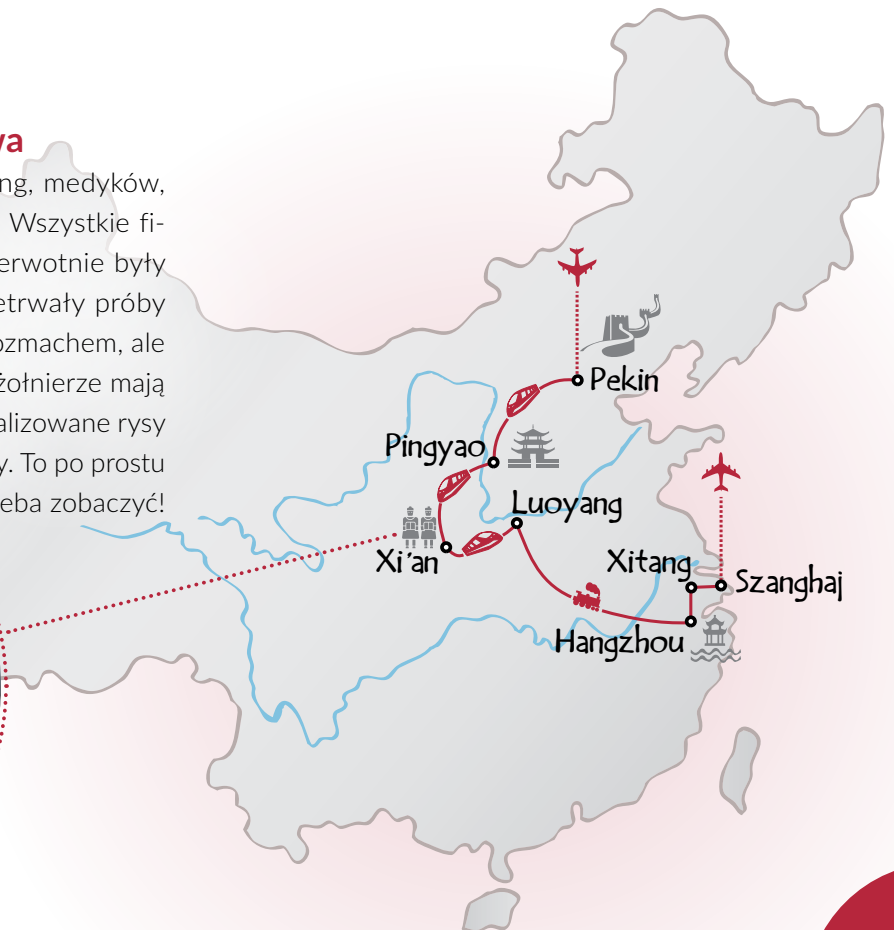 wa
ng, medyków,
Wszystkie fi-
erwotnie były
etrwały próby
ozmachem, ale
żołnierze mają
alizowane rysy
y. To po prostu
eba zobaczyć!
Pekin
Pingyao
Luoyang
Xi'an
Xitang
Szanghaj
Hangzhou